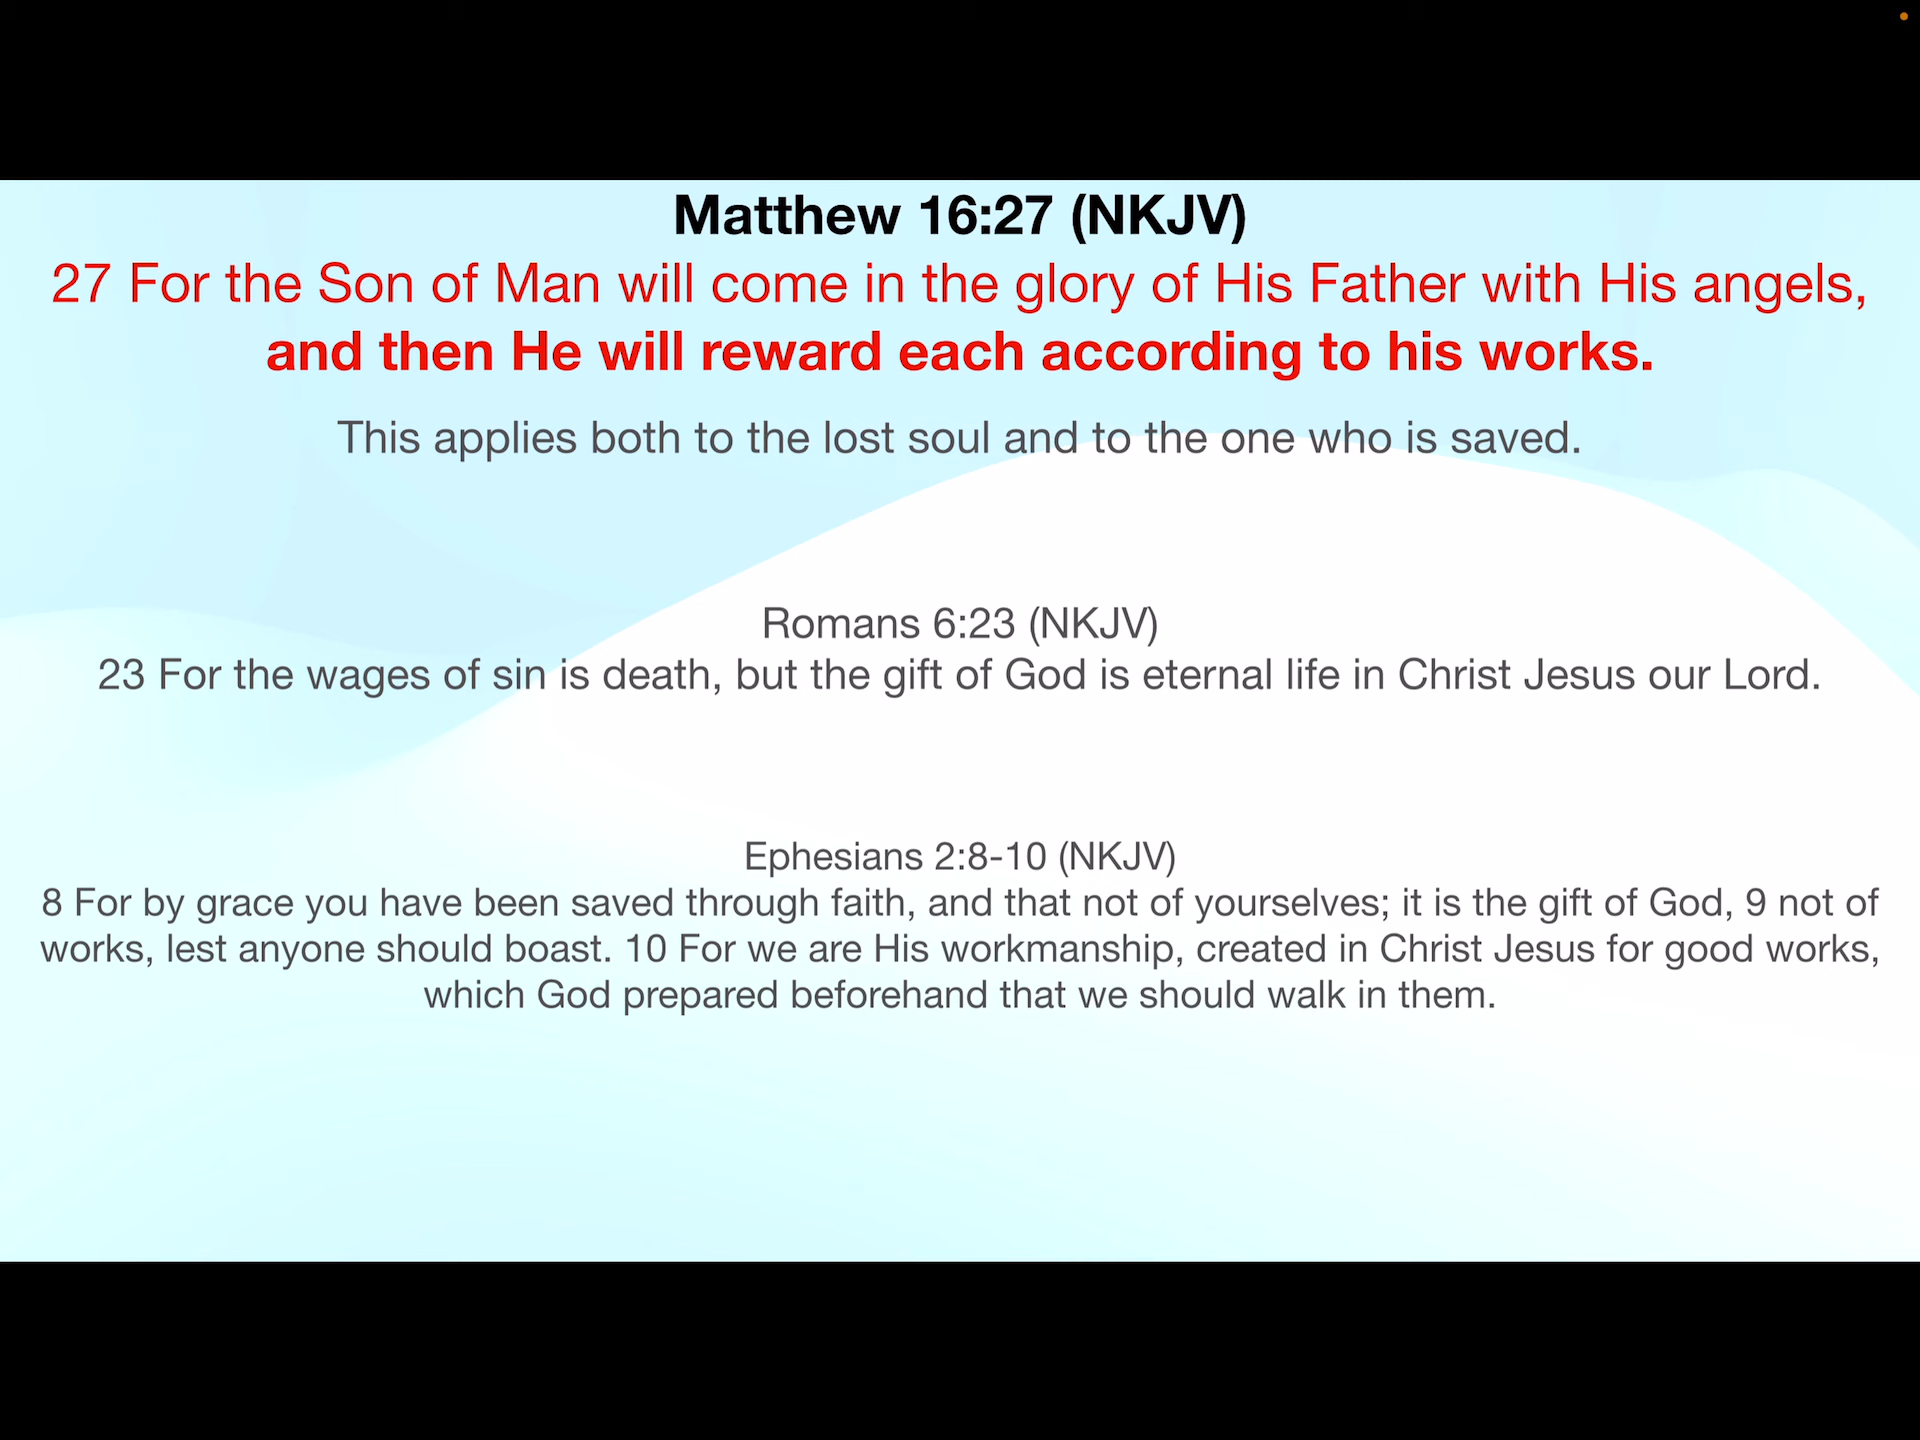 Matthew 16:27 (NKJV)
27 For the Son of Man will come in the glory of His Father with His angels,
and then He will reward each according to his works.
This applies both to the lost soul and to the one who is saved.
Romans 6:23 (NKJV)
23 For the wages of sin is death, but the gift of God is eternal life in Christ Jesus our Lord.
Ephesians 2:8-10 (NKJV)
8 For by grace you have been saved through faith, and that not of yourselves; it is the gift of God, 9 not of
works, lest anyone should boast. 10 For we are His workmanship, created in Christ Jesus for good works,
which God prepared beforehand that we should walk in them.